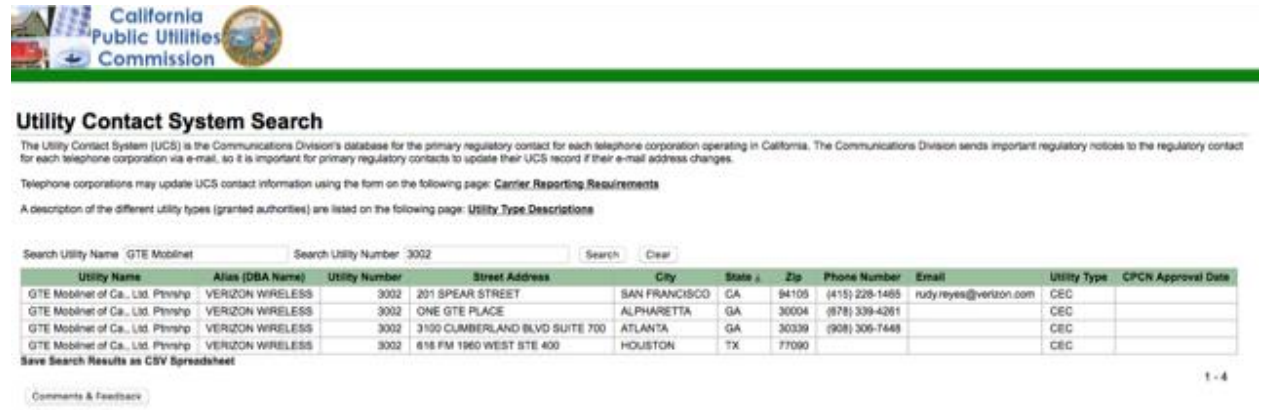 California
Public Utilities
Commission
Utility Contact System Search
The Utility Contact System (UCS) is the Communications Division's database for the primary regulatory contact for each telephone corporation operating in California. The Communications Division sends important regulatory notices to the regulatory contact
for each telephone corporation via e-mail, so it is important for primary regulatory contacts to update their UCS record if their e-mail address changes.
Telephone corporations may update UCS contact information using the form on the following page: Carrier Reporting Requirements
A description of the different utility types (granted authorities) are listed on the following page: Utility Type Descriptions
Search Utility Name GTE Mobilnet Search Utility Number 3002 Search Clear
Utility Name Alias (DBA Name) Utility Number Street Address City State Zip Phone Number Email Utility Type CPCN Approval Date
GTE Mobilnet of Ca., Ltd. Ptnrshp VERIZON WIRELESS 3002 201 SPEAR STREET SAN FRANCISCO CA 94105 (415) 228-1465 rudy.reyes@verizon.com CEC
GTE Mobilnet of Ca., Ltd. Ptnrshp VERIZON WIRELESS 3002 ONE GTE PLACE ALPHARETTA GA 30004 (678) 339-4261 CEC
GTE Mobilnet of Ca., Ltd. Ptnrshp VERIZON WIRELESS 3002 3100 CUMBERLAND BLVD SUITE 700 ATLANTA GA 30339 (908) 306-7448 CEC
GTE Mobilnet of Ca., Ltd. Ptnrshp VERIZON WIRELESS 3002 616 FM 1960 WEST STE 400 HOUSTON TX 77090 CEC
Save Search Results as CSV Spreadsheet
1 - 4
Comments & Feedback